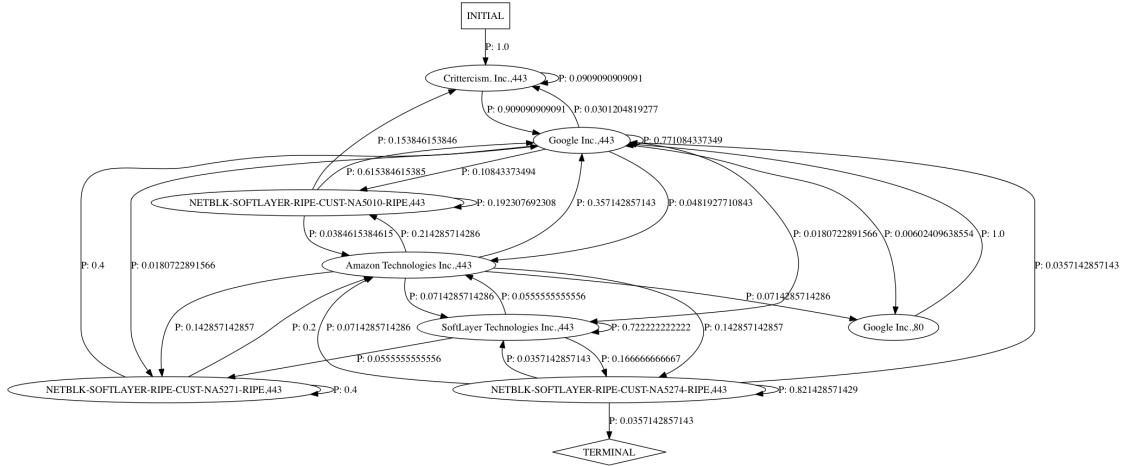 INITIAL
P: 1.0
Crittercism. Inc.,443
P: 0.0909090909091
P: 0.909090909091
P: 0.0301204819277
P: 0.153846153846
Google Inc.,443
P: 0.771084337349
P: 0.615384615385
P: 0.10843373494
NETBLK-SOFTLAYER-RIPE-CUST-NA5010-RIPE,443
P: 0.192307692308
P: 0.357142857143
P: 0.0481927710843
P: 0.0384615384615
P: 0.214285714286
P: 0.0180722891566
P: 0.00602409638554
P: 1.0
P: 0.4
P: 0.0180722891566
Amazon Technologies Inc.,443
P: 0.0357142857143
P: 0.0714285714286
P: 0.0555555555556
P: 0.0714285714286
P: 0.142857142857
P: 0.2
P: 0.0714285714286
SoftLayer Technologies Inc.,443
P: 0.722222222222
P: 0.142857142857
Google Inc.,80
P: 0.0555555555556
P: 0.0357142857143
P: 0.166666666667
NETBLK-SOFTLAYER-RIPE-CUST-NA5271-RIPE,443
P: 0.4
NETBLK-SOFTLAYER-RIPE-CUST-NA5274-RIPE,443
P: 0.821428571429
P: 0.0357142857143
TERMINAL